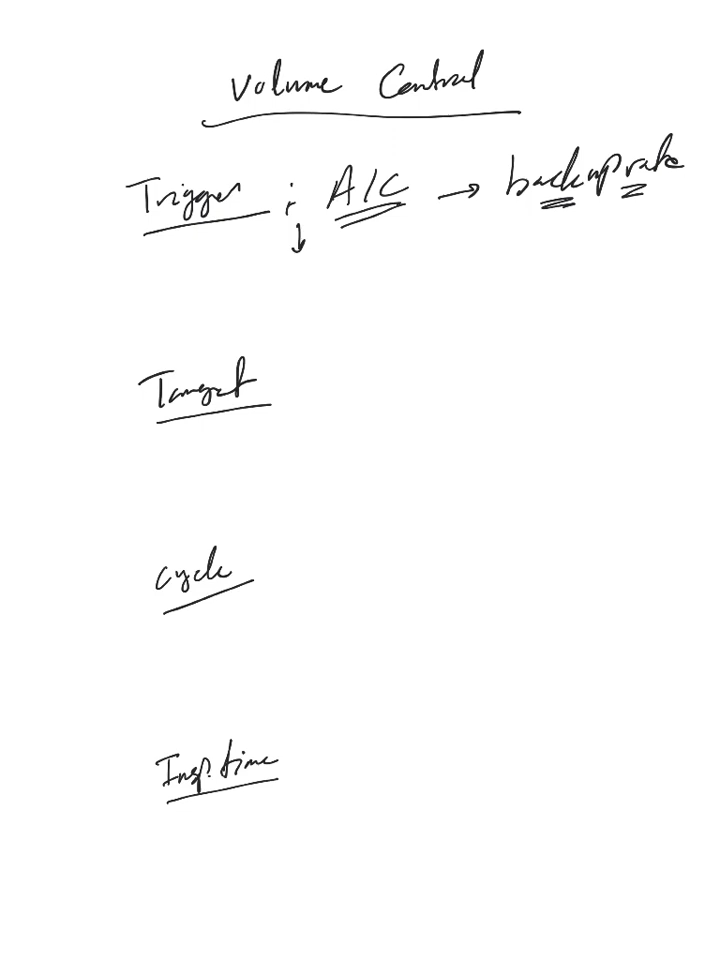 Volume Control
Trigger : A/C → backup rate
↓
Target
cycle
Insp. time